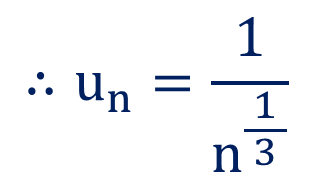 ∴ uₙ = 1 / n^(1/3)